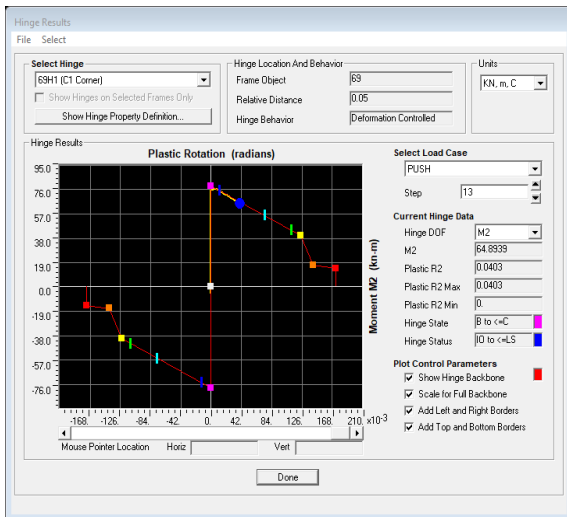 Hinge Results
File Select
Select Hinge
69H1 (C1 Corner)
Show Hinges on Selected Frames Only
Show Hinge Property Definition...
Hinge Location And Behavior
Frame Object 69
Relative Distance 0.05
Hinge Behavior Deformation Controlled
Units
KN, m, C
Hinge Results
Plastic Rotation (radians)
95.0
76.0
57.0
38.0
19.0
0.0
-19.0
-38.0
-57.0
-76.0
Moment M2 (kn-m)
-168. -126. -84. -42. 0. 42. 84. 126. 168. 210. x10^-3
Mouse Pointer Location Horiz Vert
Select Load Case
PUSH
Step 13
Current Hinge Data
Hinge DOF M2
M2 64.8939
Plastic R2 0.0403
Plastic R2 Max 0.0403
Plastic R2 Min 0.
Hinge State B to <=C
Hinge Status IO to <=LS
Plot Control Parameters
Show Hinge Backbone
Scale for Full Backbone
Add Left and Right Borders
Add Top and Bottom Borders
Done